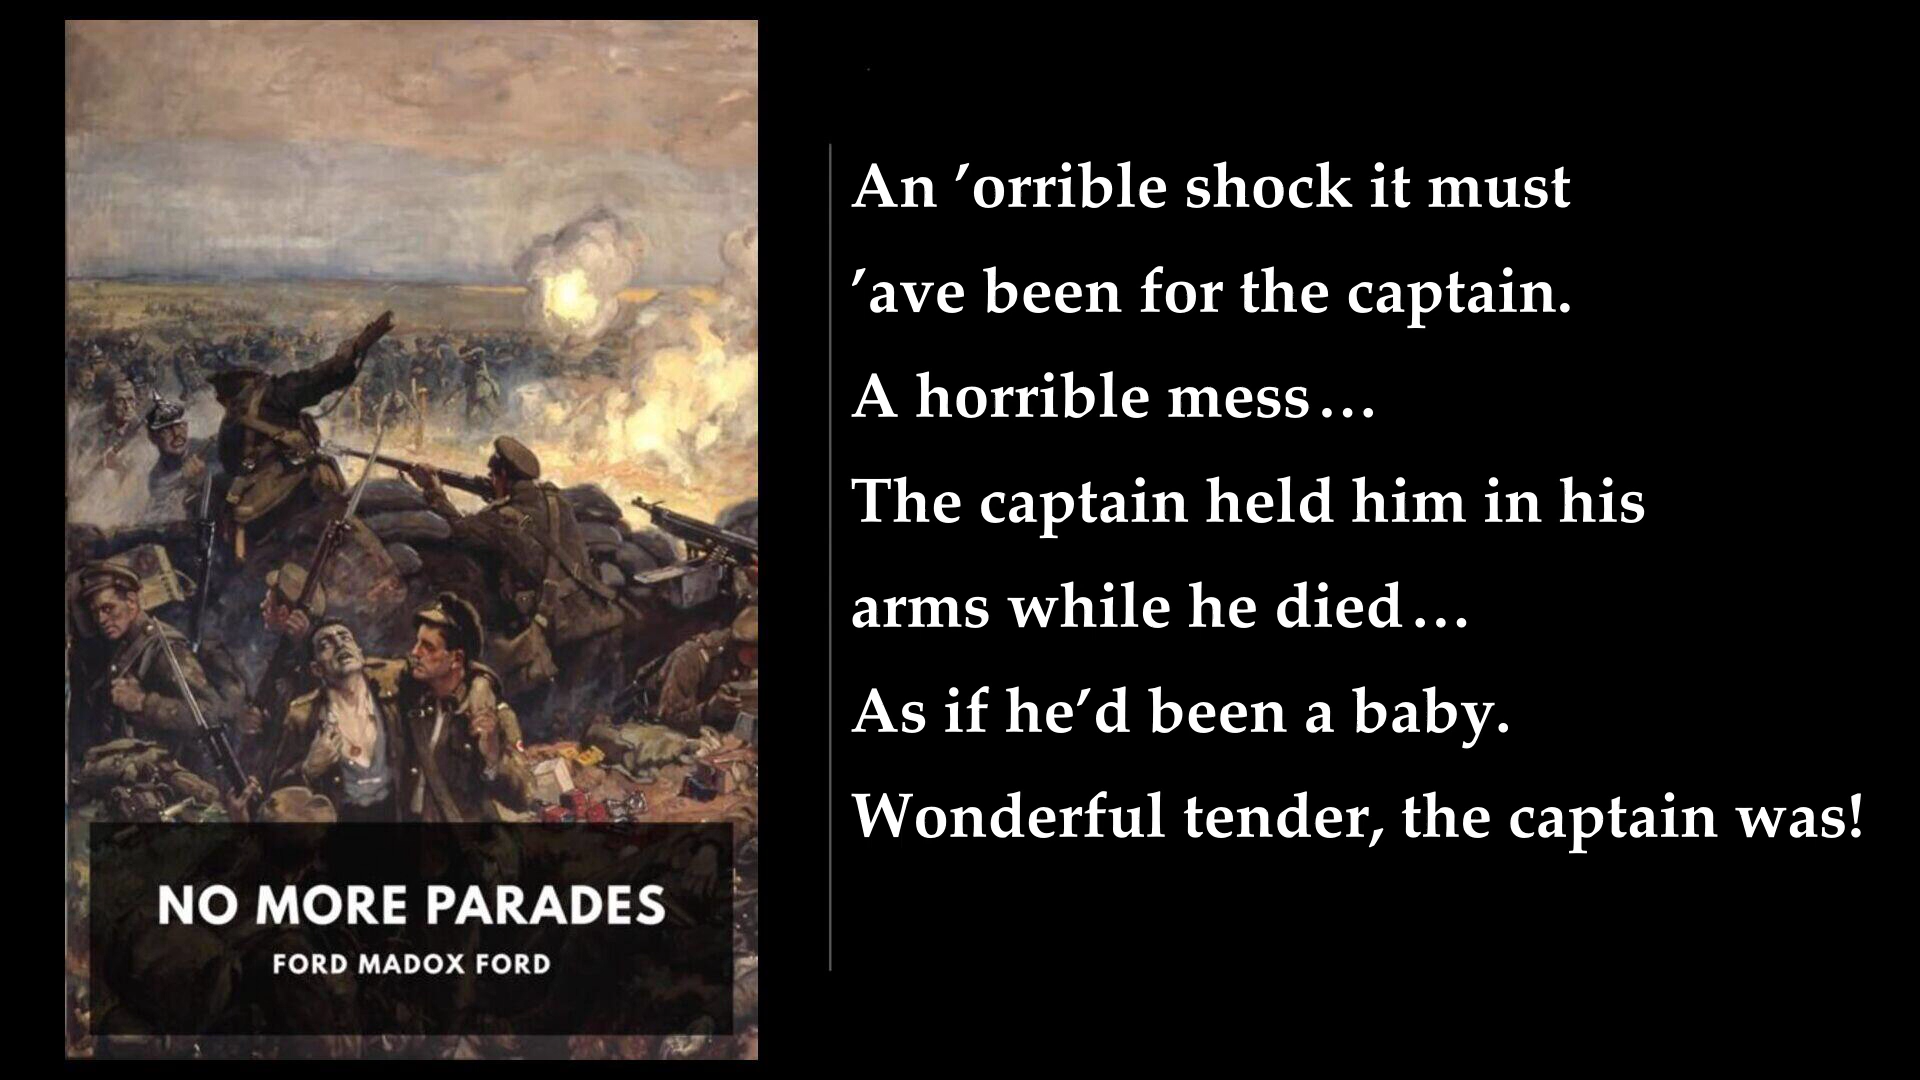 An ’orrible shock it must
’ave been for the captain.
A horrible mess…
The captain held him in his
arms while he died…
As if he’d been a baby.
Wonderful tender, the captain was!
NO MORE PARADES
FORD MADOX FORD